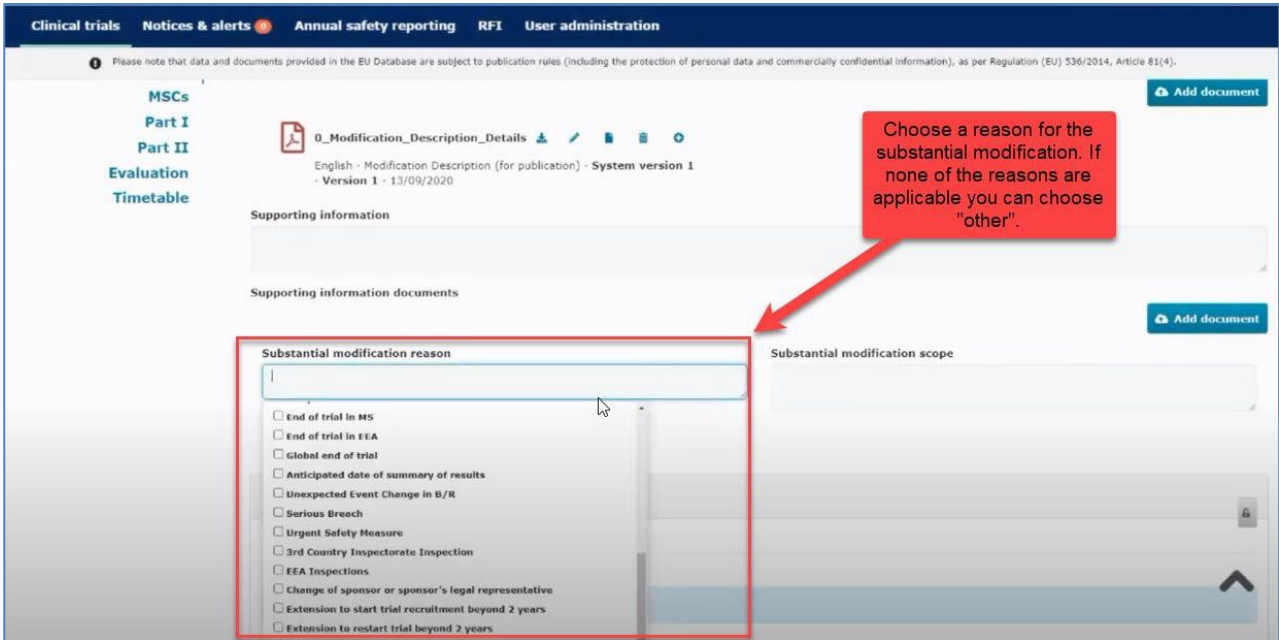 Clinical trials Notices & alerts 0 Annual safety reporting RFI User administration
Please note that data and documents provided in the EU Database are subject to publication rules (including the protection of personal data and commercially confidential information), as per Regulation (EU) 536/2014, Article 81(4).
MSCs
Part I
Part II
Evaluation
Timetable
Add document
0_Modification_Description_Details
English · Modification Description (for publication) · System version 1
· Version 1 · 13/09/2020
Choose a reason for the
substantial modification. If
none of the reasons are
applicable you can choose
"other".
Supporting information
Supporting information documents
Add document
Substantial modification reason
Substantial modification scope
End of trial in MS
End of trial in EEA
Global end of trial
Anticipated date of summary of results
Unexpected Event Change in B/R
Serious Breach
Urgent Safety Measure
3rd Country Inspectorate Inspection
EEA Inspections
Change of sponsor or sponsor's legal representative
Extension to start trial recruitment beyond 2 years
Extension to restart trial beyond 2 years